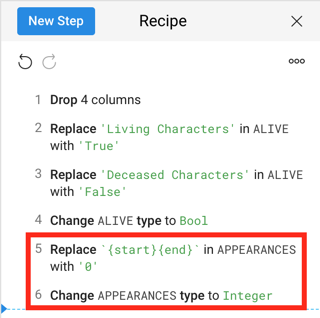 New Step Recipe
1 Drop 4 columns
2 Replace 'Living Characters' in ALIVE
with 'True'
3 Replace 'Deceased Characters' in ALIVE
with 'False'
4 Change ALIVE type to Bool
5 Replace `{start}{end}` in APPEARANCES
with '0'
6 Change APPEARANCES type to Integer